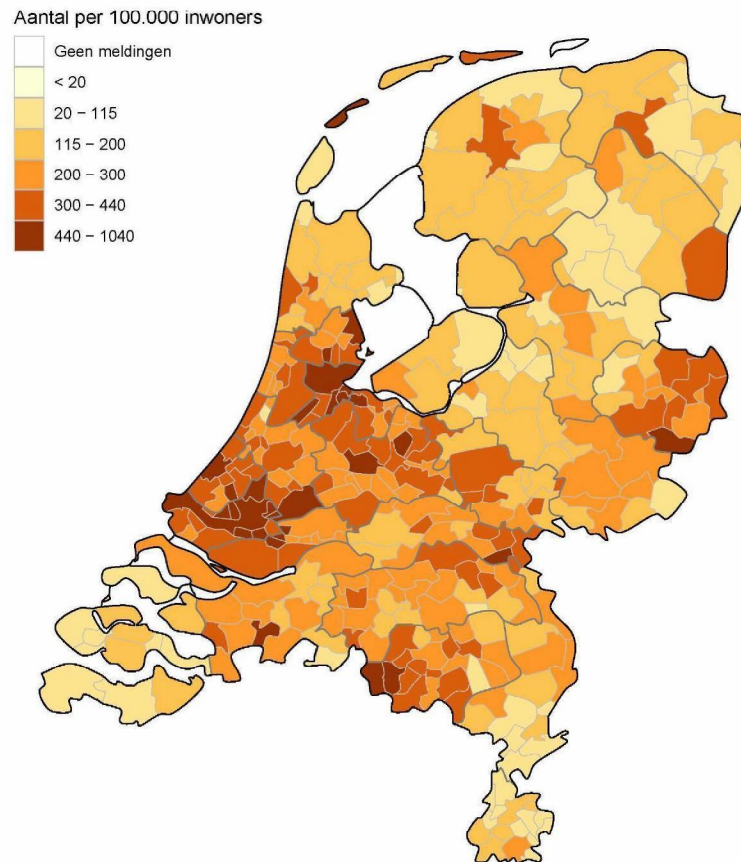 Aantal per 100.000 inwoners
Geen meldingen
< 20
20 – 115
115 – 200
200 – 300
300 – 440
440 – 1040